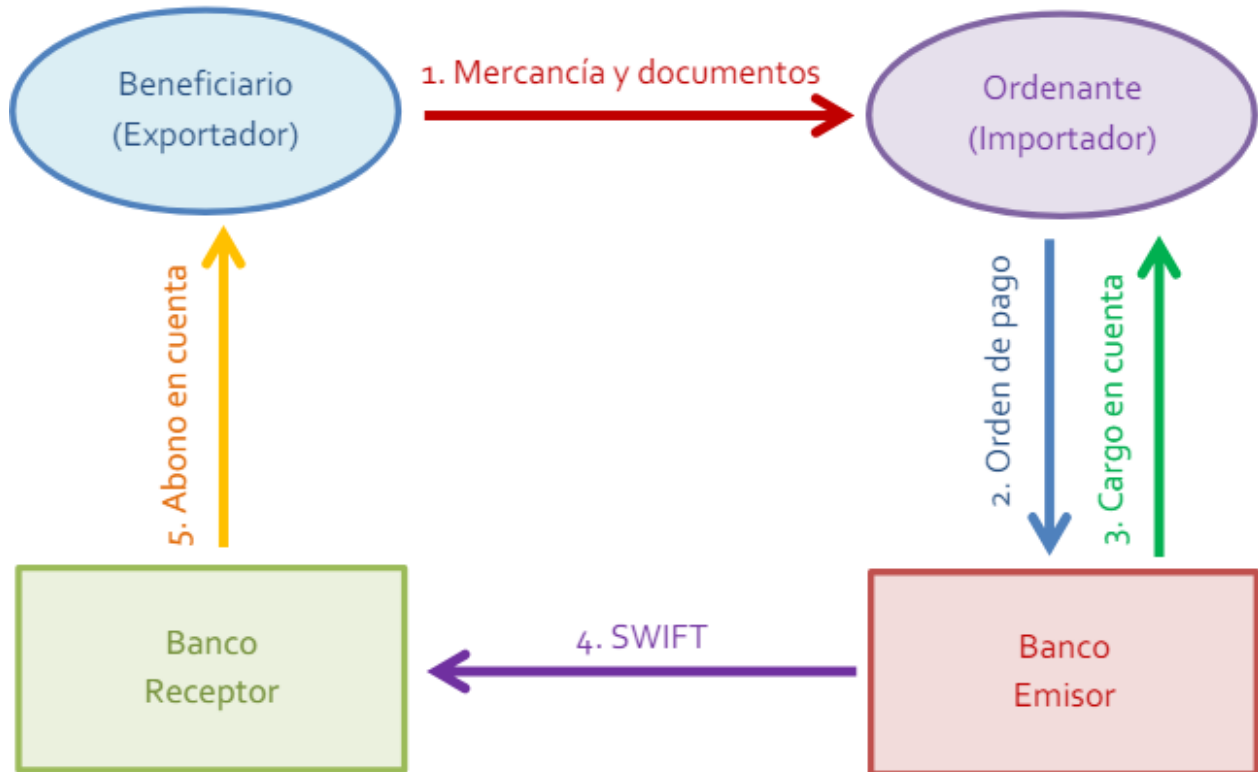 Beneficiario
(Exportador)
1. Mercancía y documentos
Ordenante
(Importador)
5. Abono en cuenta
2. Orden de pago
3. Cargo en cuenta
Banco
Receptor
4. SWIFT
Banco
Emisor